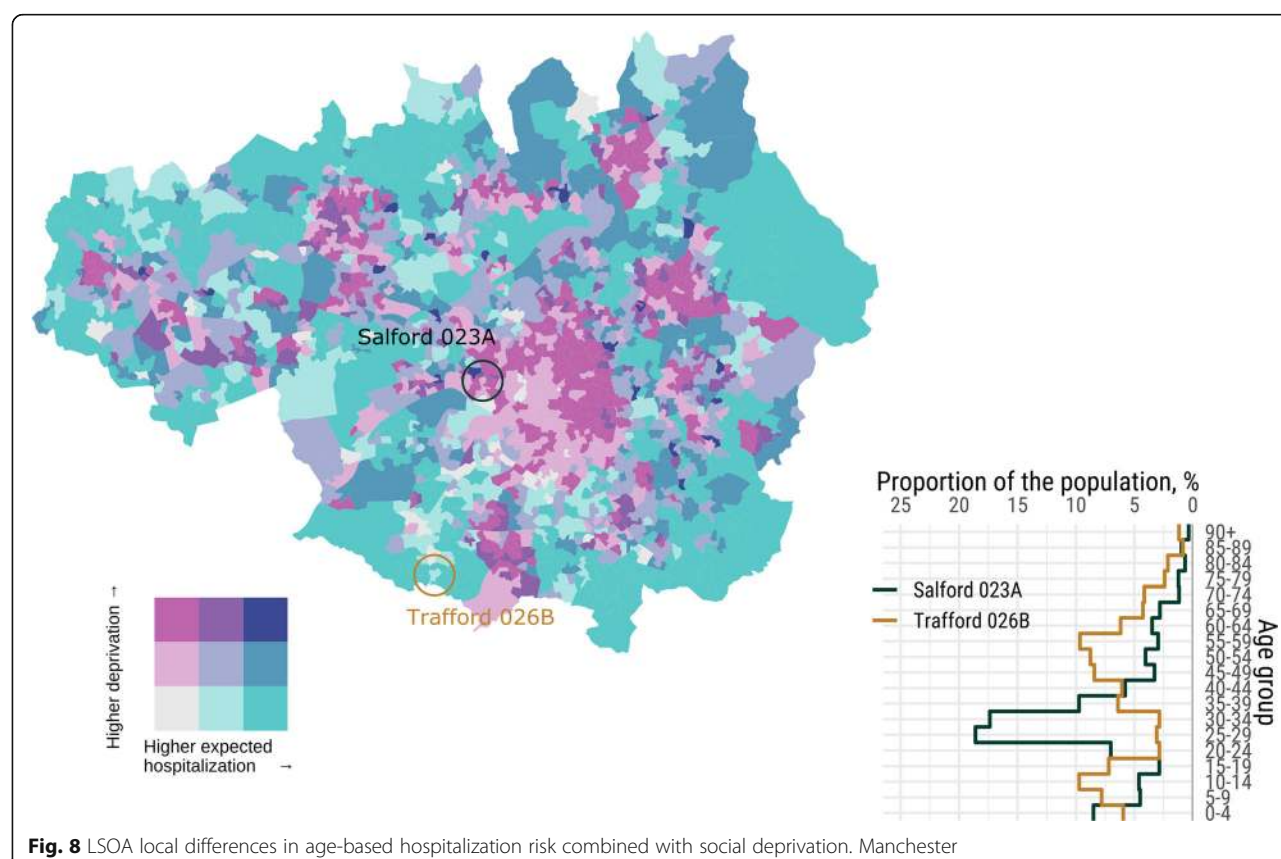 Salford 023A
Trafford 026B
Higher deprivation →
Higher expected
hospitalization →
Proportion of the population, %
25 20 15 10 5 0
Salford 023A
Trafford 026B
90+
85-89
80-84
75-79
70-74
65-69
60-64
55-59
50-54
45-49
40-44
35-39
30-34
25-29
20-24
15-19
10-14
5-9
0-4
Age group
Fig. 8 LSOA local differences in age-based hospitalization risk combined with social deprivation. Manchester